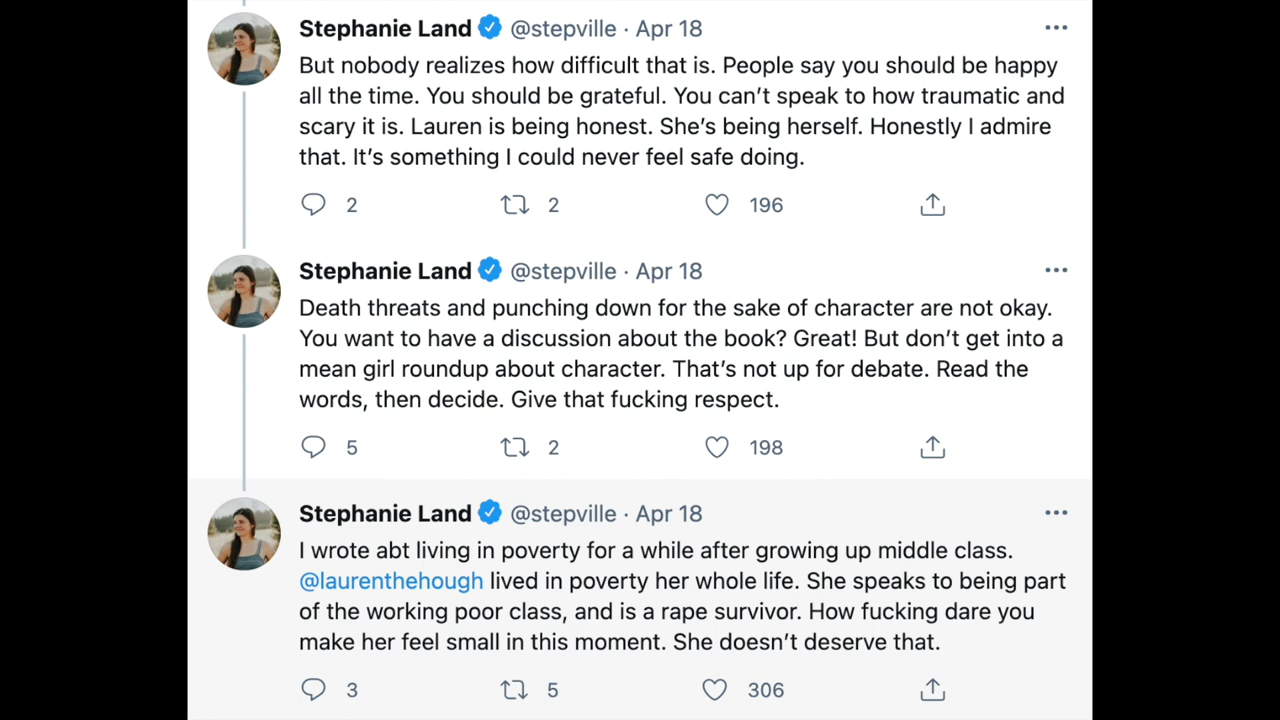 Stephanie Land @stepville · Apr 18
But nobody realizes how difficult that is. People say you should be happy
all the time. You should be grateful. You can’t speak to how traumatic and
scary it is. Lauren is being honest. She’s being herself. Honestly I admire
that. It’s something I could never feel safe doing.
2 2 196
Stephanie Land @stepville · Apr 18
Death threats and punching down for the sake of character are not okay.
You want to have a discussion about the book? Great! But don’t get into a
mean girl roundup about character. That’s not up for debate. Read the
words, then decide. Give that fucking respect.
5 2 198
Stephanie Land @stepville · Apr 18
I wrote abt living in poverty for a while after growing up middle class.
@laurenthehough lived in poverty her whole life. She speaks to being part
of the working poor class, and is a rape survivor. How fucking dare you
make her feel small in this moment. She doesn’t deserve that.
3 5 306